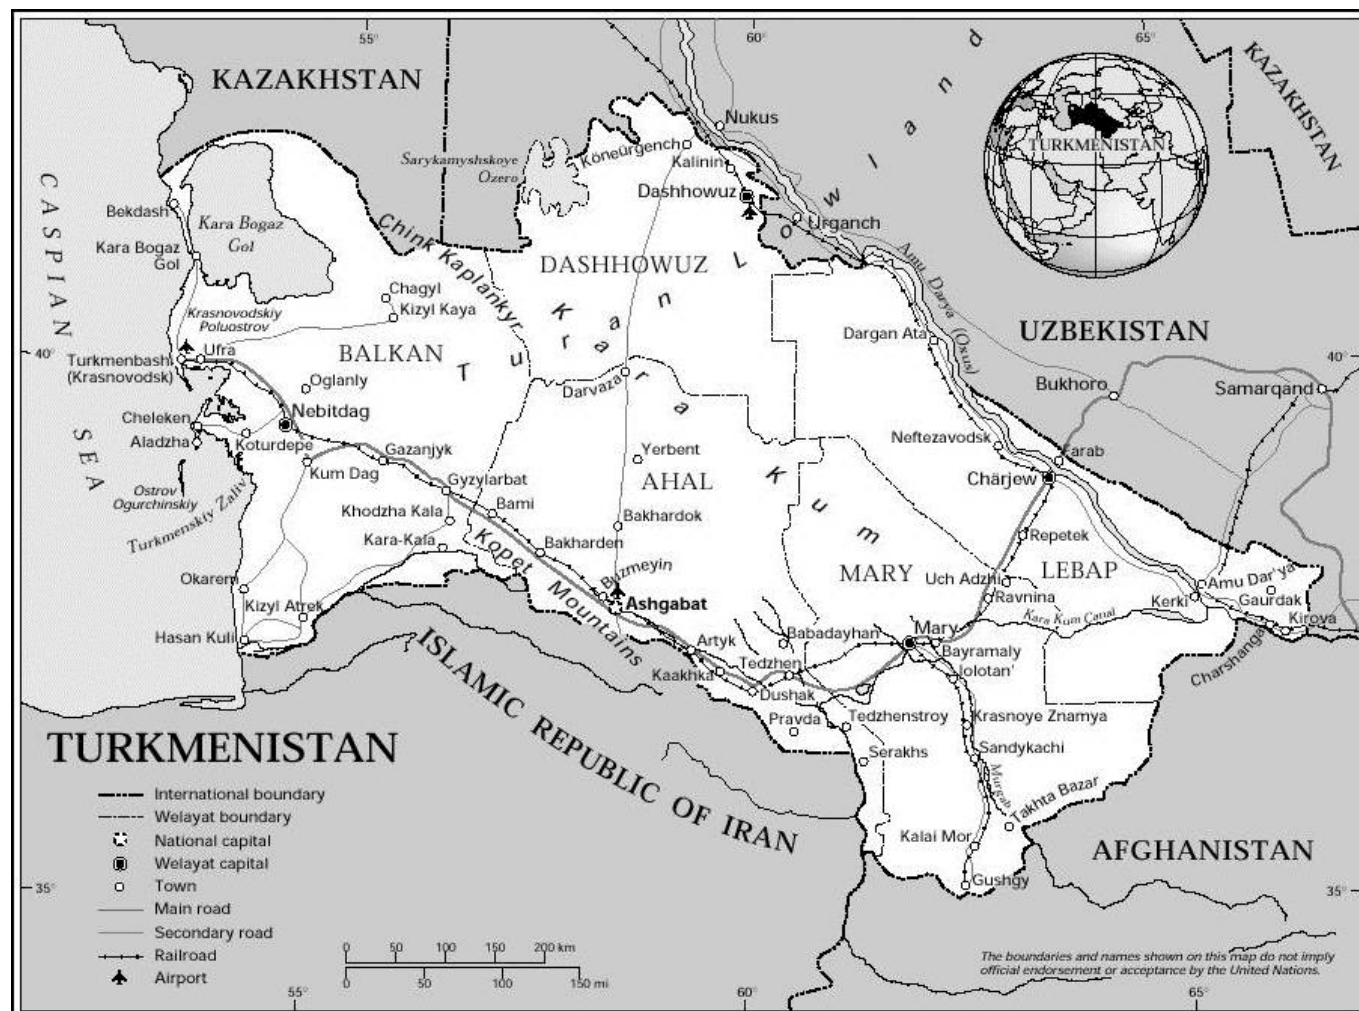 55°
60°
65°
KAZAKHSTAN
KAZAKHSTAN
Nukus
Köneürgench
Kalinin
Sarykamyshskoye
Ozero
Dashhowuz
TURKMENISTAN
Urganch
CASPIAN
SEA
Bekdash
Kara Bogaz
Gol
Kara Bogaz
Gol
Chink Kaplankyr
DASHHOWUZ
Turan Lowland
Kara Kum
Amu Darya (Oxus)
Chagyl
Kizyl Kaya
Krasnovodskiy
Poluostrov
UZBEKISTAN
40°
Turkmenbashi
(Krasnovodsk)
Ufra
BALKAN
Dargan Ata
40°
Oglanly
Darvaza
Bukhoro
Samarqand
Cheleken
Nebitdag
Aladzha
Koturdepe
Gazanjyk
Yerbent
Neftezavodsk
Farab
Kum Dag
Gyzylarbat
AHAL
Chärjew
Ostrov
Ogurchinskiy
Turkmenskiy Zaliv
Khodzha Kala
Bami
Bakhardok
Kara-Kala
Kopet Mountains
Bakharden
Repetek
Okarem
Buzmeyin
MARY
Uch Adzhi
LEBAP
Amu Dar'ya
Kizyl Atrek
Ashgabat
Ravnina
Kerki
Gaurdak
Kara Kum Canal
Kirova
Hasan Kuli
Artyk
Babadayhan
Mary
Bayramaly
Charshanga
Kaakhka
Tedzhen
Iolotan'
Dushak
Pravda
Tedzhenstroy
Krasnoye Znamya
Serakhs
Sandykachi
Murgab
Takhta Bazar
Kalai Mor
Gushgy
ISLAMIC REPUBLIC OF IRAN
AFGHANISTAN
TURKMENISTAN
International boundary
Welayat boundary
National capital
Welayat capital
Town
Main road
Secondary road
Railroad
Airport
35°
35°
0 50 100 150 200 km
0 50 100 150 mi
The boundaries and names shown on this map do not imply
official endorsement or acceptance by the United Nations.
55°
60°
65°